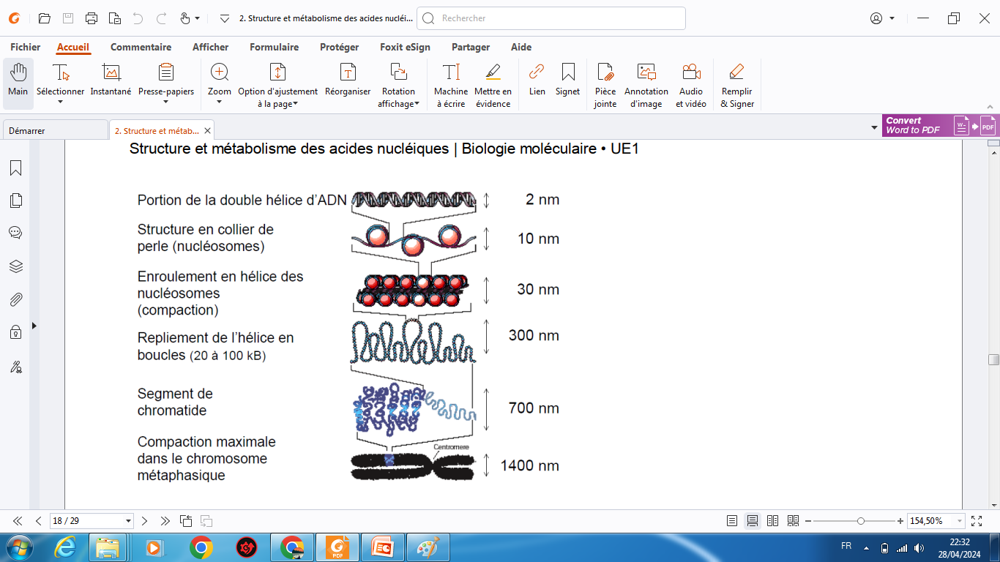 2. Structure et métabolisme des acides nucléi...
Rechercher
Fichier Accueil Commentaire Afficher Formulaire Protéger Foxit eSign Partager Aide
Main Sélectionner Instantané Presse-papiers Zoom Option d'ajustement à la page Réorganiser Rotation affichage Machine à écrire Mettre en évidence Lien Signet Pièce jointe Annotation d'image Audio et vidéo Remplir & Signer
Démarrer
2. Structure et métab...
Convert
Word to PDF
W
PDF
Structure et métabolisme des acides nucléiques | Biologie moléculaire • UE1
Portion de la double hélice d'ADN 2 nm
Structure en collier de
perle (nucléosomes) 10 nm
Enroulement en hélice des
nucléosomes 30 nm
(compaction)
Repliement de l'hélice en 300 nm
boucles (20 à 100 kB)
Segment de
chromatide 700 nm
Compaction maximale
Centromere
dans le chromosome 1400 nm
métaphasique
18 / 29
154,50%
PDF
FR
22:32
28/04/2024